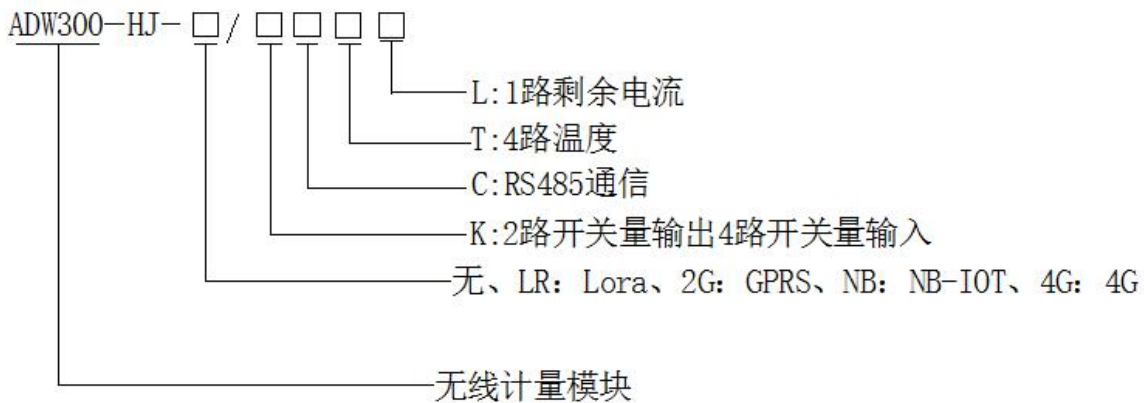 ADW300-HJ-□/□□□□
L:1路剩余电流
T:4路温度
C:RS485通信
K:2路开关量输出4路开关量输入
无、LR：Lora、2G：GPRS、NB：NB-IOT、4G：4G
无线计量模块